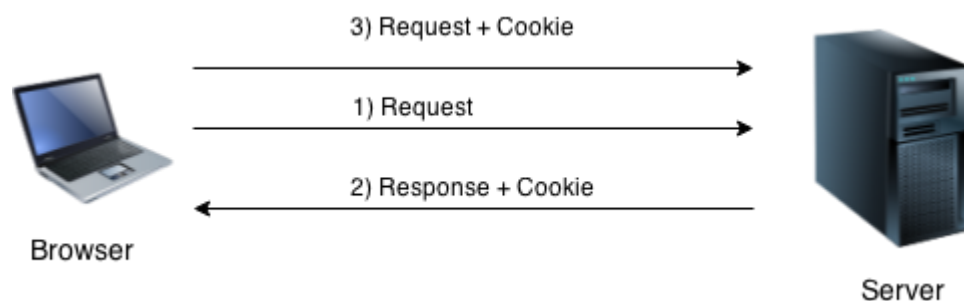 3) Request + Cookie
1) Request
2) Response + Cookie
Browser
Server